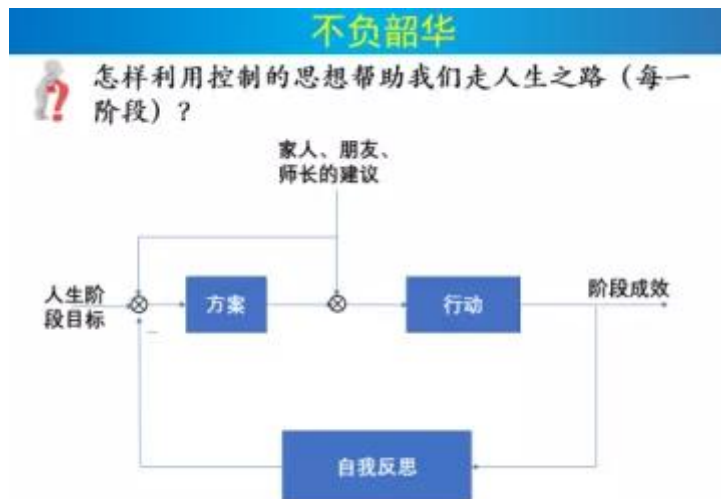 不负韶华
怎样利用控制的思想帮助我们走人生之路（每一
阶段）?
家人、朋友、
师长的建议
人生阶
段目标
方案
行动
阶段成效
自我反思